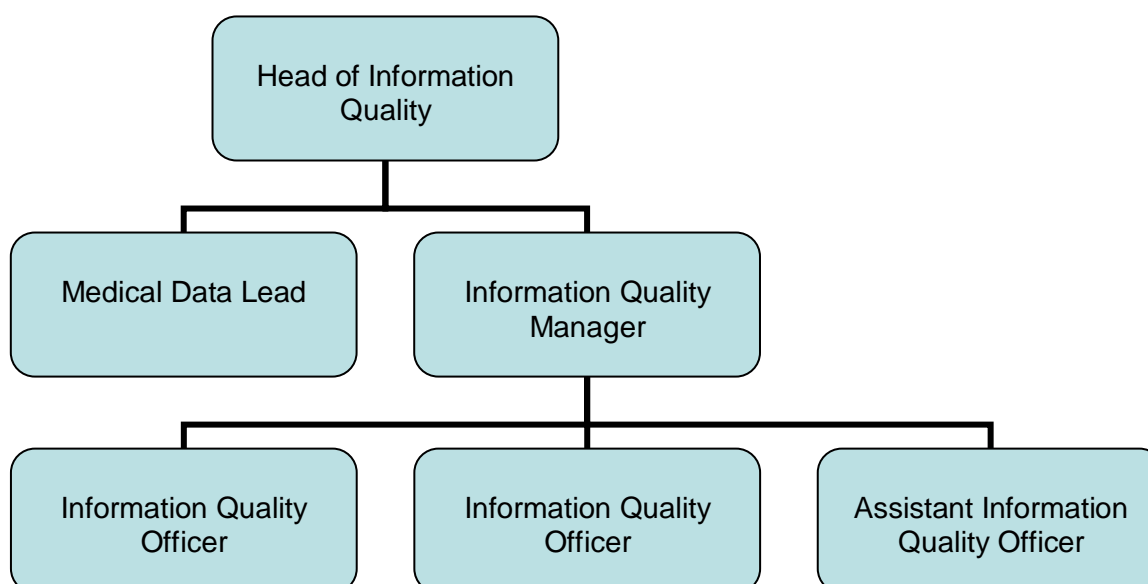 Head of Information
Quality
Medical Data Lead
Information Quality
Manager
Information Quality
Officer
Information Quality
Officer
Assistant Information
Quality Officer